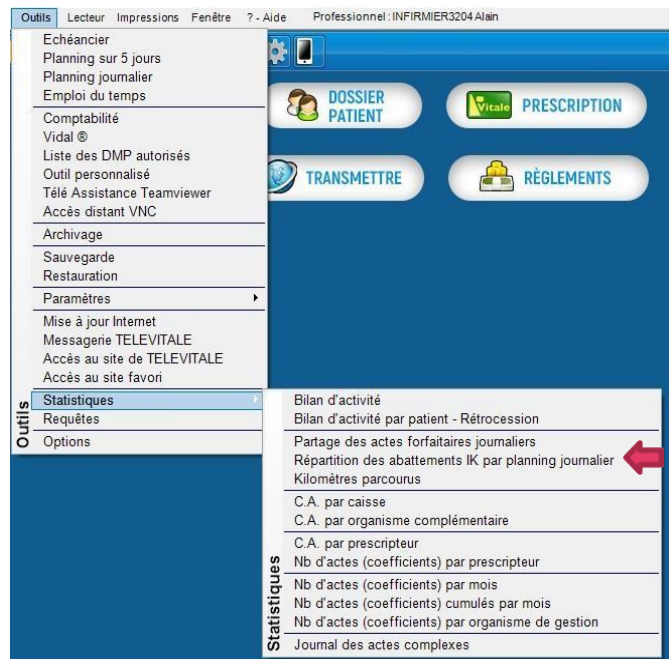 Outils Lecteur Impressions Fenêtre ? - Aide Professionnel : INFIRMIER3204 Alain
Echéancier
Planning sur 5 jours
Planning journalier
Emploi du temps
Comptabilité
Vidal ®
Liste des DMP autorisés
Outil personnalisé
Télé Assistance Teamviewer
Accès distant VNC
Archivage
Sauvegarde
Restauration
Paramètres
Mise à jour Internet
Messagerie TELEVITALE
Accès au site de TELEVITALE
Accès au site favori
Statistiques
Requêtes
Options
Outils
DOSSIER
PATIENT
Vitale
PRESCRIPTION
TRANSMETTRE
RÈGLEMENTS
Bilan d'activité
Bilan d'activité par patient - Rétrocession
Partage des actes forfaitaires journaliers
Répartition des abattements IK par planning journalier
Kilomètres parcourus
C.A. par caisse
C.A. par organisme complémentaire
C.A. par prescripteur
Nb d'actes (coefficients) par prescripteur
Nb d'actes (coefficients) par mois
Nb d'actes (coefficients) cumulés par mois
Nb d'actes (coefficients) par organisme de gestion
Journal des actes complexes
Statistiques